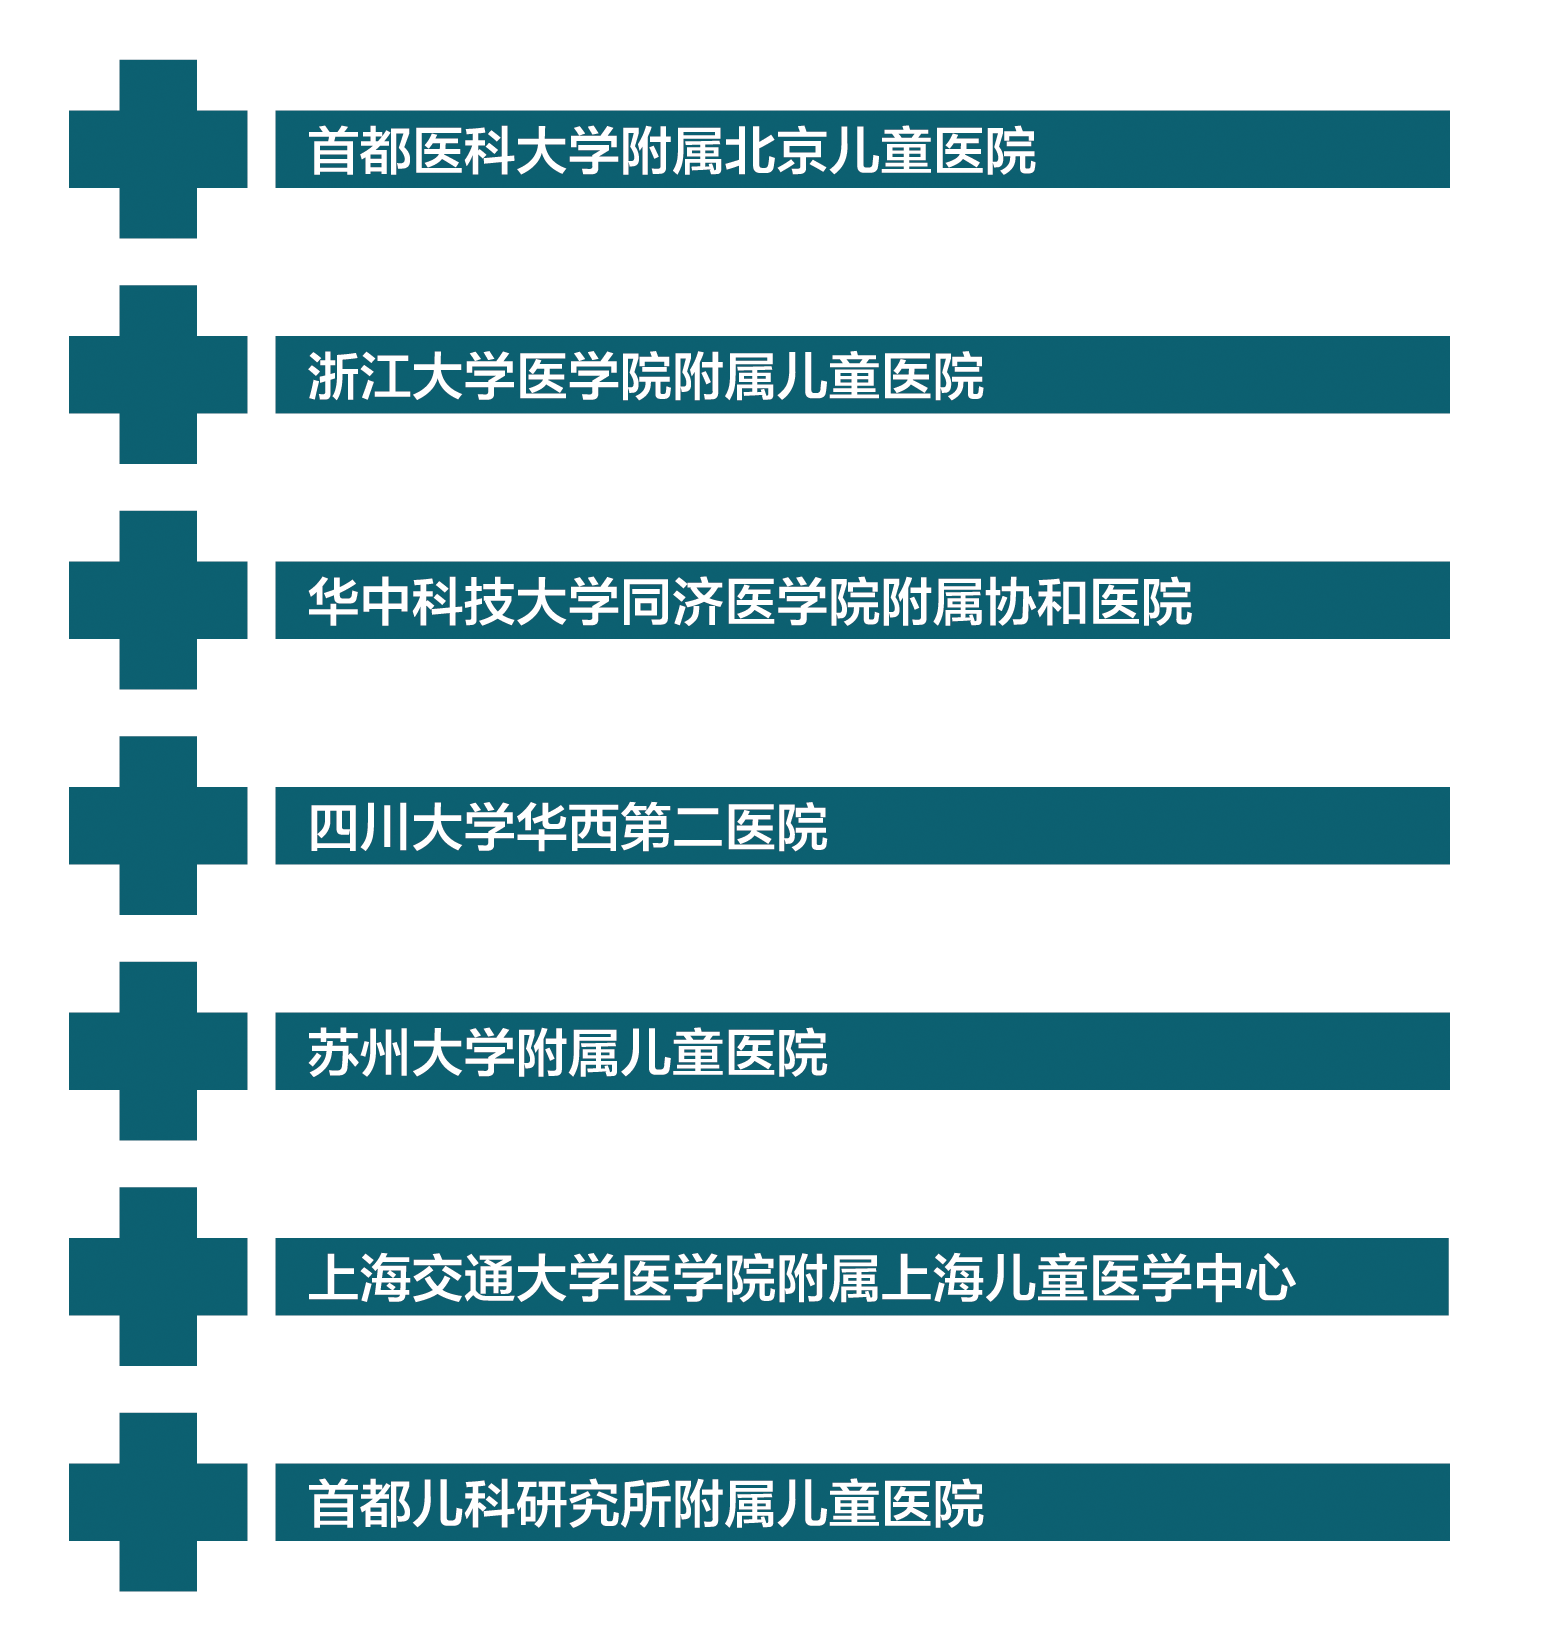 首都医科大学附属北京儿童医院
浙江大学医学院附属儿童医院
华中科技大学同济医学院附属协和医院
四川大学华西第二医院
苏州大学附属儿童医院
上海交通大学医学院附属上海儿童医学中心
首都儿科研究所附属儿童医院